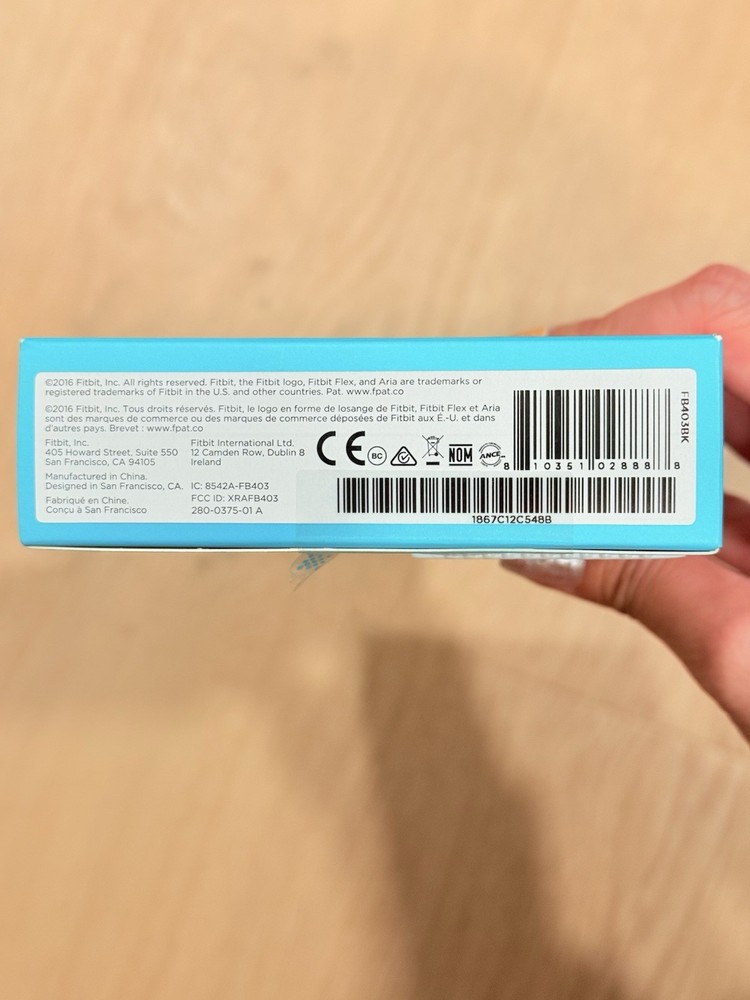 ©2016 Fitbit, Inc. All rights reserved. Fitbit, the Fitbit logo, Fitbit Flex, and Aria are trademarks or
registered trademarks of Fitbit in the U.S. and other countries. Pat. www.fpat.co
©2016 Fitbit, Inc. Tous droits réservés. Fitbit, le logo en forme de losange de Fitbit, Fitbit Flex et Aria
sont des marques de commerce ou des marques de commerce déposées de Fitbit aux É.-U. et dans
d'autres pays. Brevet : www.fpat.co
Fitbit, Inc.
405 Howard Street, Suite 550
San Francisco, CA 94105
Manufactured in China.
Designed in San Francisco, CA.
Fabriqué en Chine.
Conçu à San Francisco
Fitbit International Ltd.
12 Camden Row, Dublin 8
Ireland
IC: 8542A-FB403
FCC ID: XRAFB403
280-0375-01 A
CE
BC
NOM
ANCE
8 10351 02888 8
FB403BK
1867C12C548B